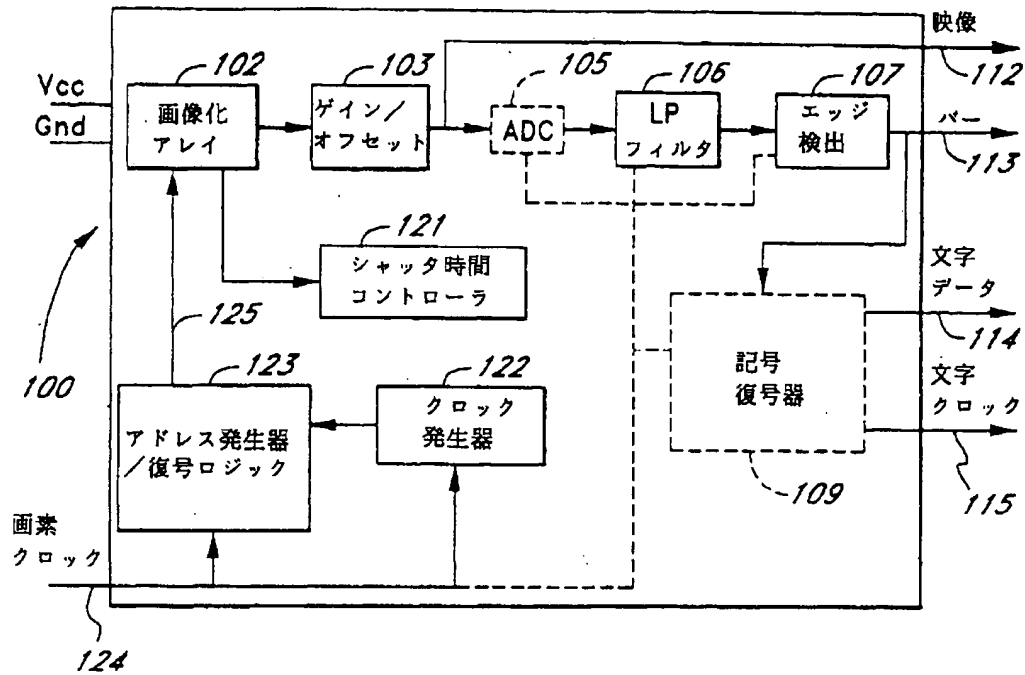 映像
112
Vcc
Gnd
102
画像化
アレイ
103
ゲイン/
オフセット
105
ADC
106
LP
フィルタ
107
エッジ
検出
バー
113
121
シャッタ時間
コントローラ
125
100
123
アドレス発生器
/復号ロジック
122
クロック
発生器
記号
復号器
109
文字
データ
114
文字
クロック
115
画素
クロック
124